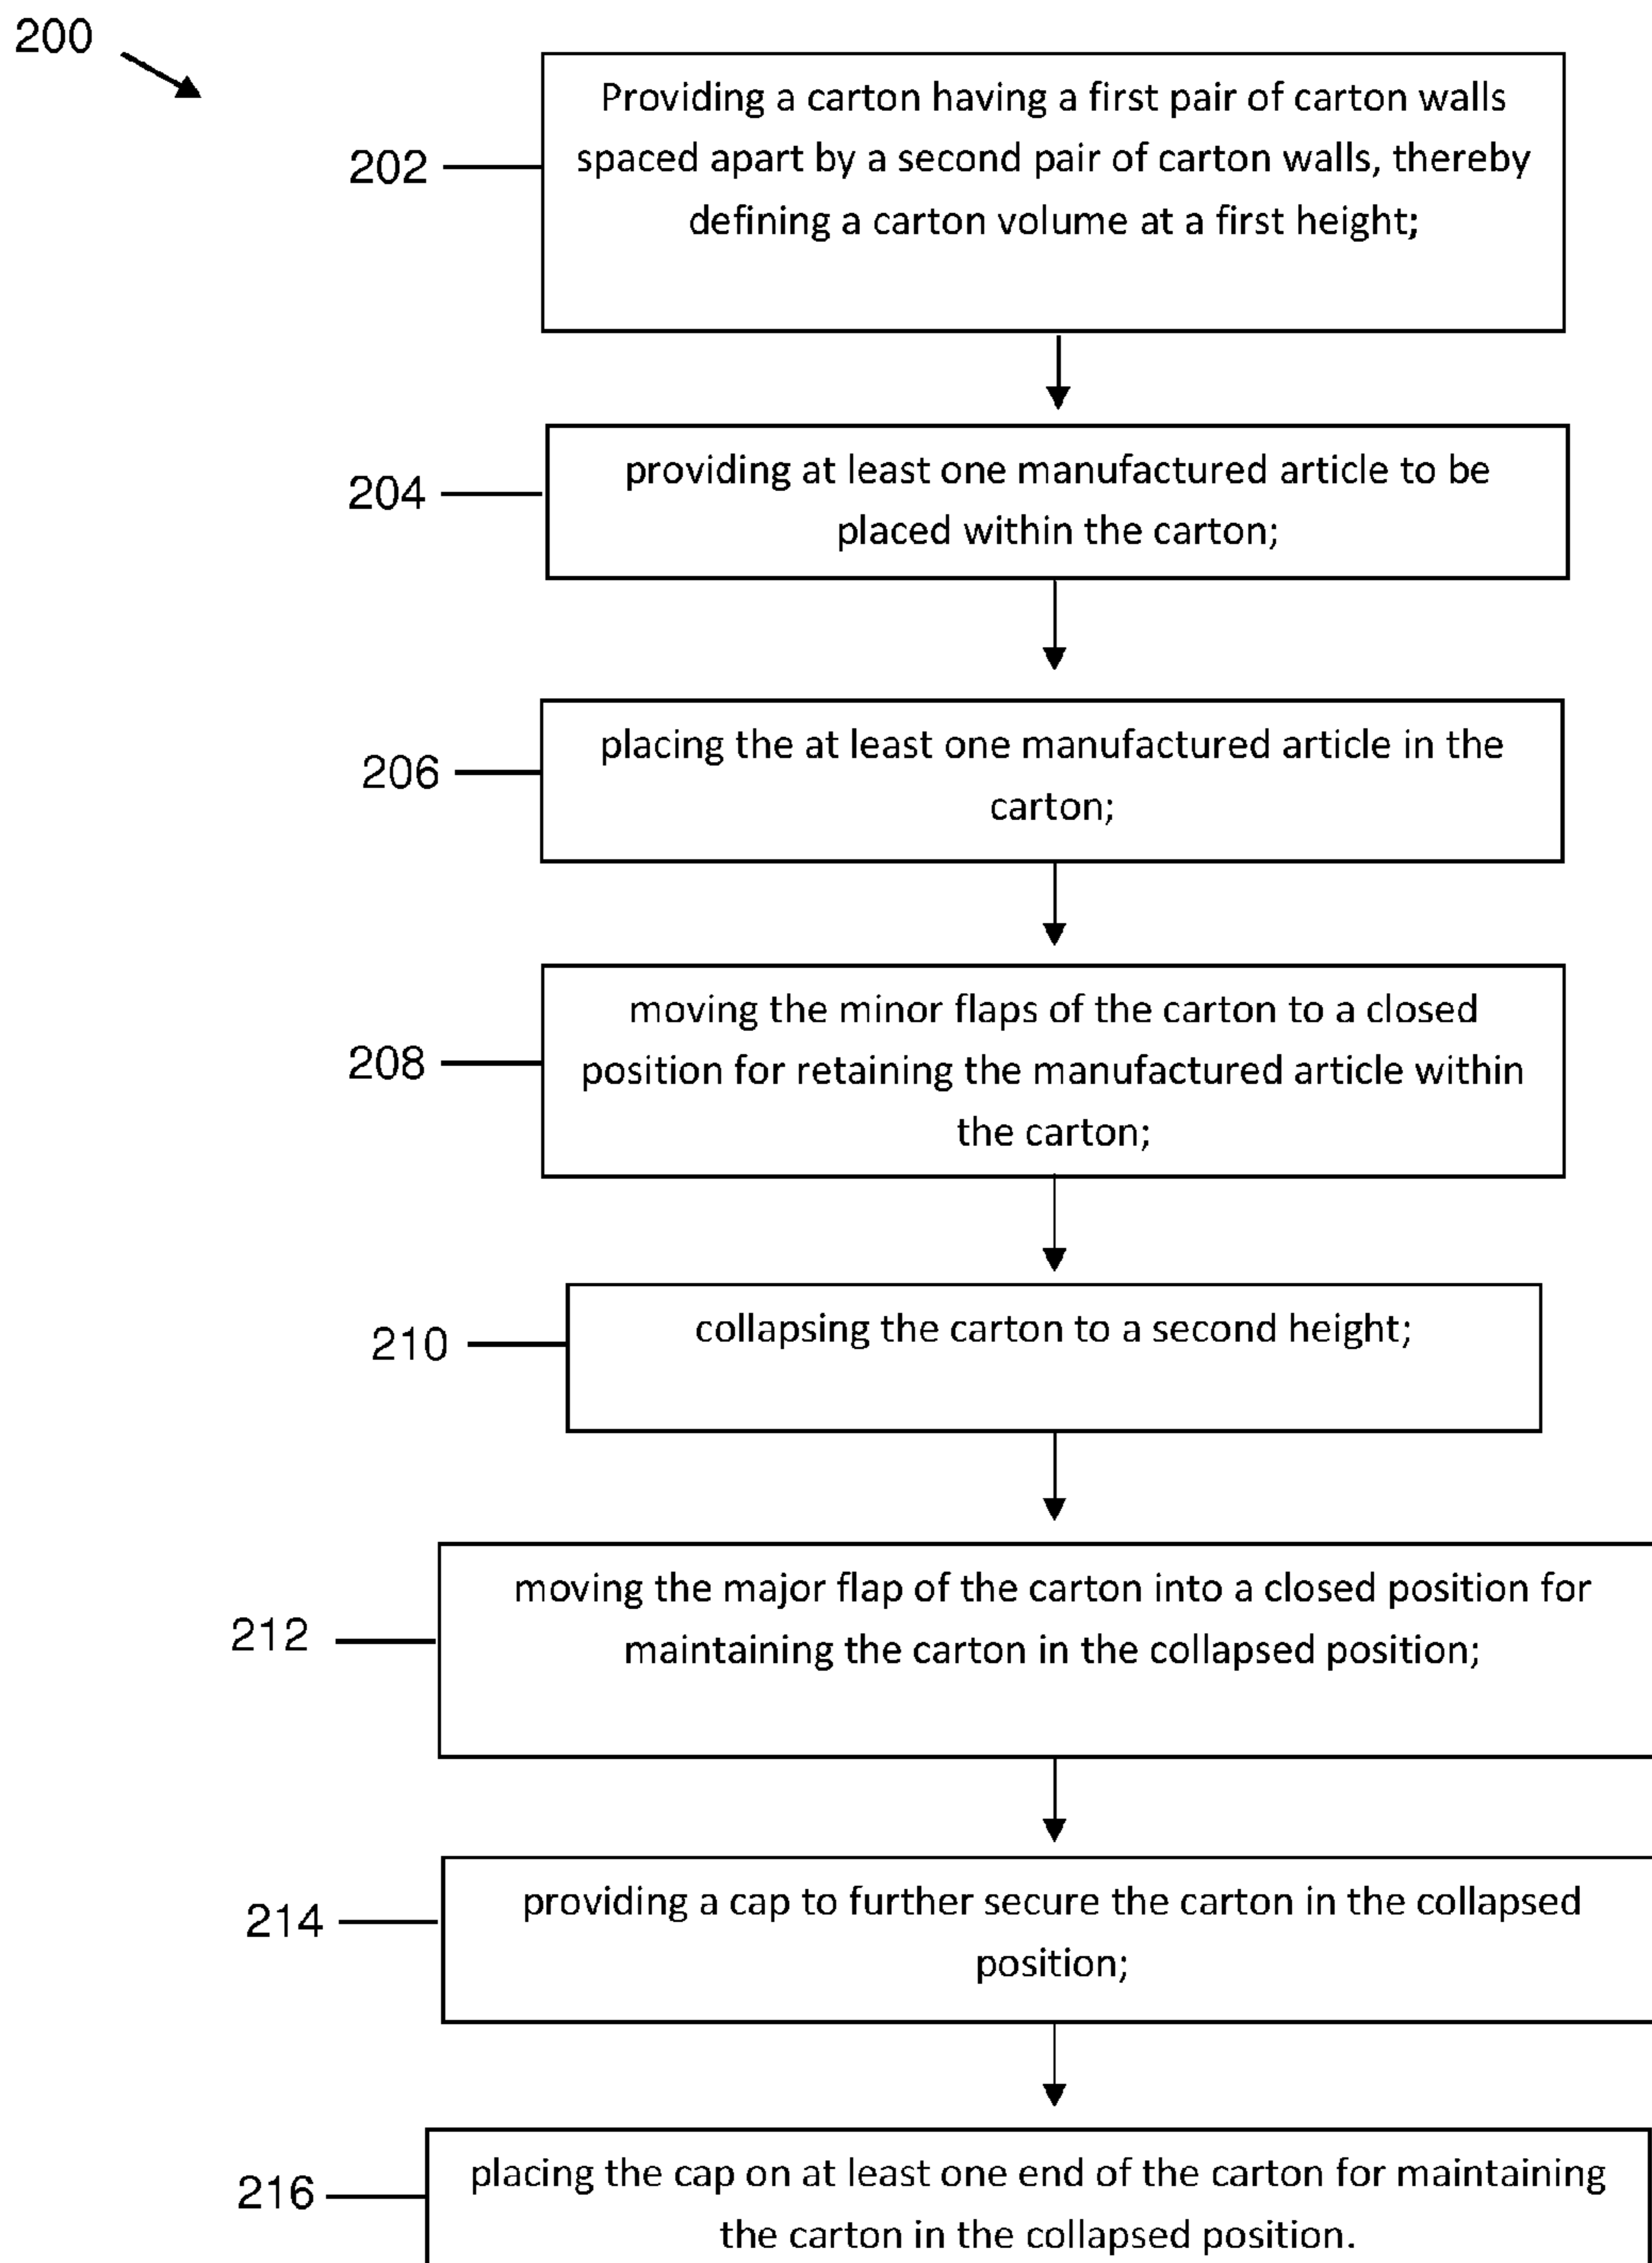 200
202
Providing a carton having a first pair of carton walls
spaced apart by a second pair of carton walls, thereby
defining a carton volume at a first height;
204
providing at least one manufactured article to be
placed within the carton;
206
placing the at least one manufactured article in the
carton;
208
moving the minor flaps of the carton to a closed
position for retaining the manufactured article within
the carton;
210
collapsing the carton to a second height;
212
moving the major flap of the carton into a closed position for
maintaining the carton in the collapsed position;
214
providing a cap to further secure the carton in the collapsed
position;
216
placing the cap on at least one end of the carton for maintaining
the carton in the collapsed position.